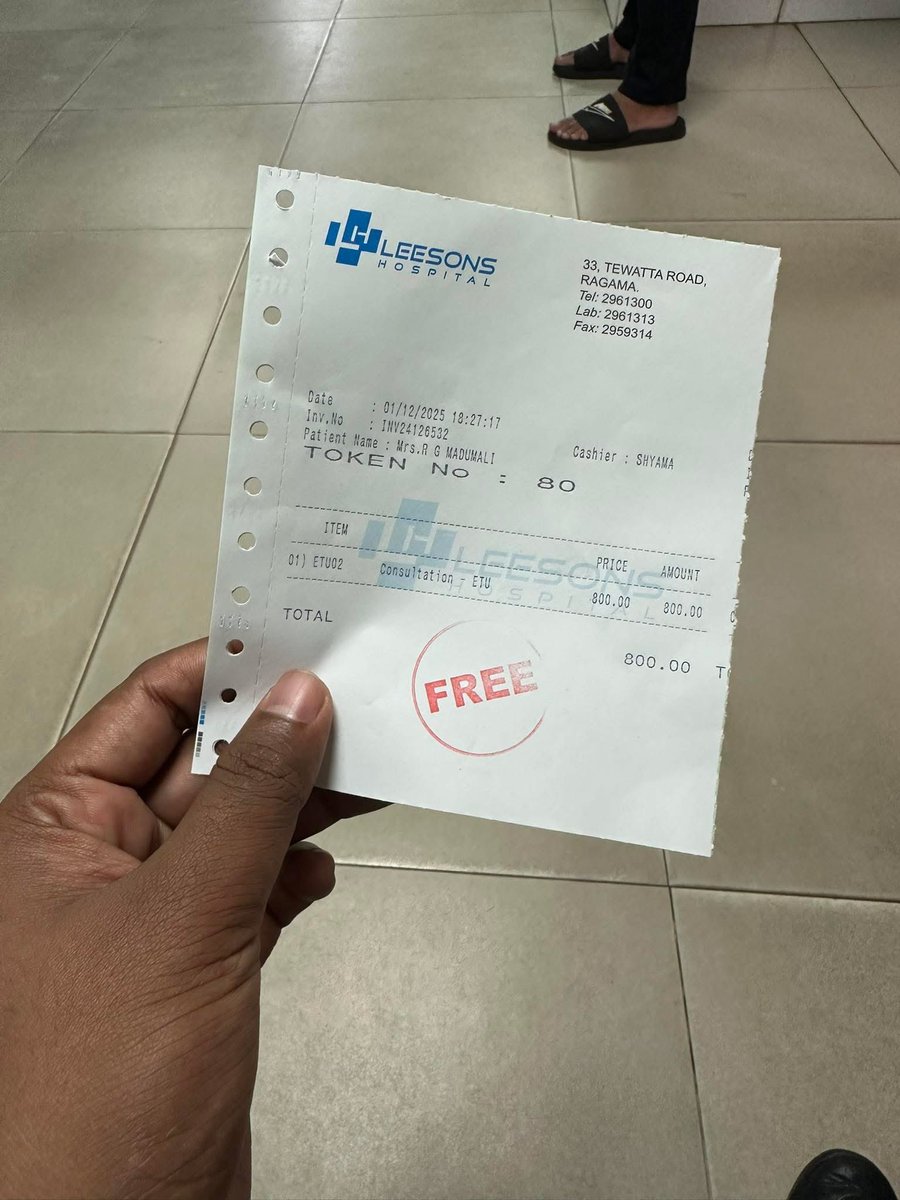 LEESONS
HOSPITAL
33, TEWATTA ROAD,
RAGAMA.
Tel: 2961300
Lab: 2961313
Fax: 2959314
Date : 01/12/2025 18:27:17
Inv.No : INV24126532
Patient Name : Mrs.R G MADUMALI
Cashier : SHYAMA
TOKEN NO : 80
ITEM PRICE AMOUNT
01) ETU02 Consultation - ETU 800.00 800.00
LEESONS
HOSPITAL
TOTAL 800.00
FREE